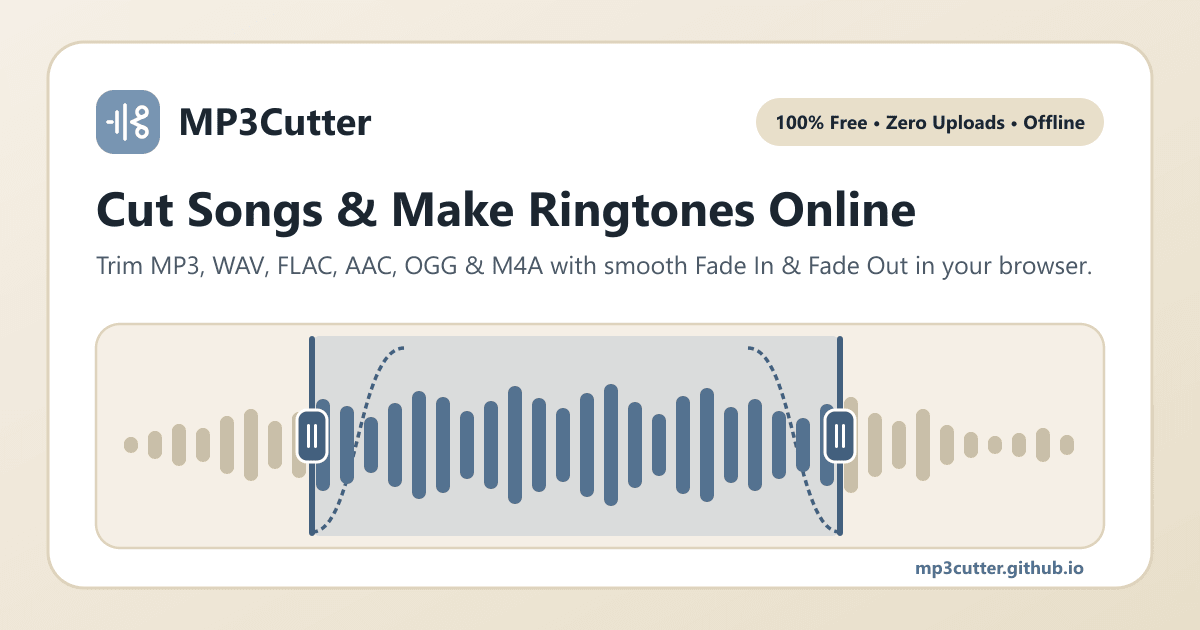 MP3Cutter
100% Free • Zero Uploads • Offline
Cut Songs & Make Ringtones Online
Trim MP3, WAV, FLAC, AAC, OGG & M4A with smooth Fade In & Fade Out in your browser.
mp3cutter.github.io